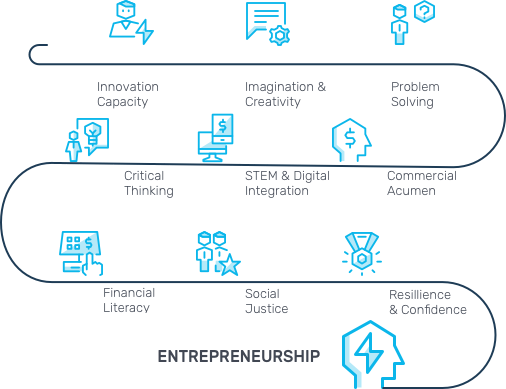 Innovation
Capacity
Imagination &
Creativity
Problem
Solving
Critical
Thinking
STEM & Digital
Integration
Commercial
Acumen
Financial
Literacy
Social
Justice
Resillience
& Confidence
ENTREPRENEURSHIP